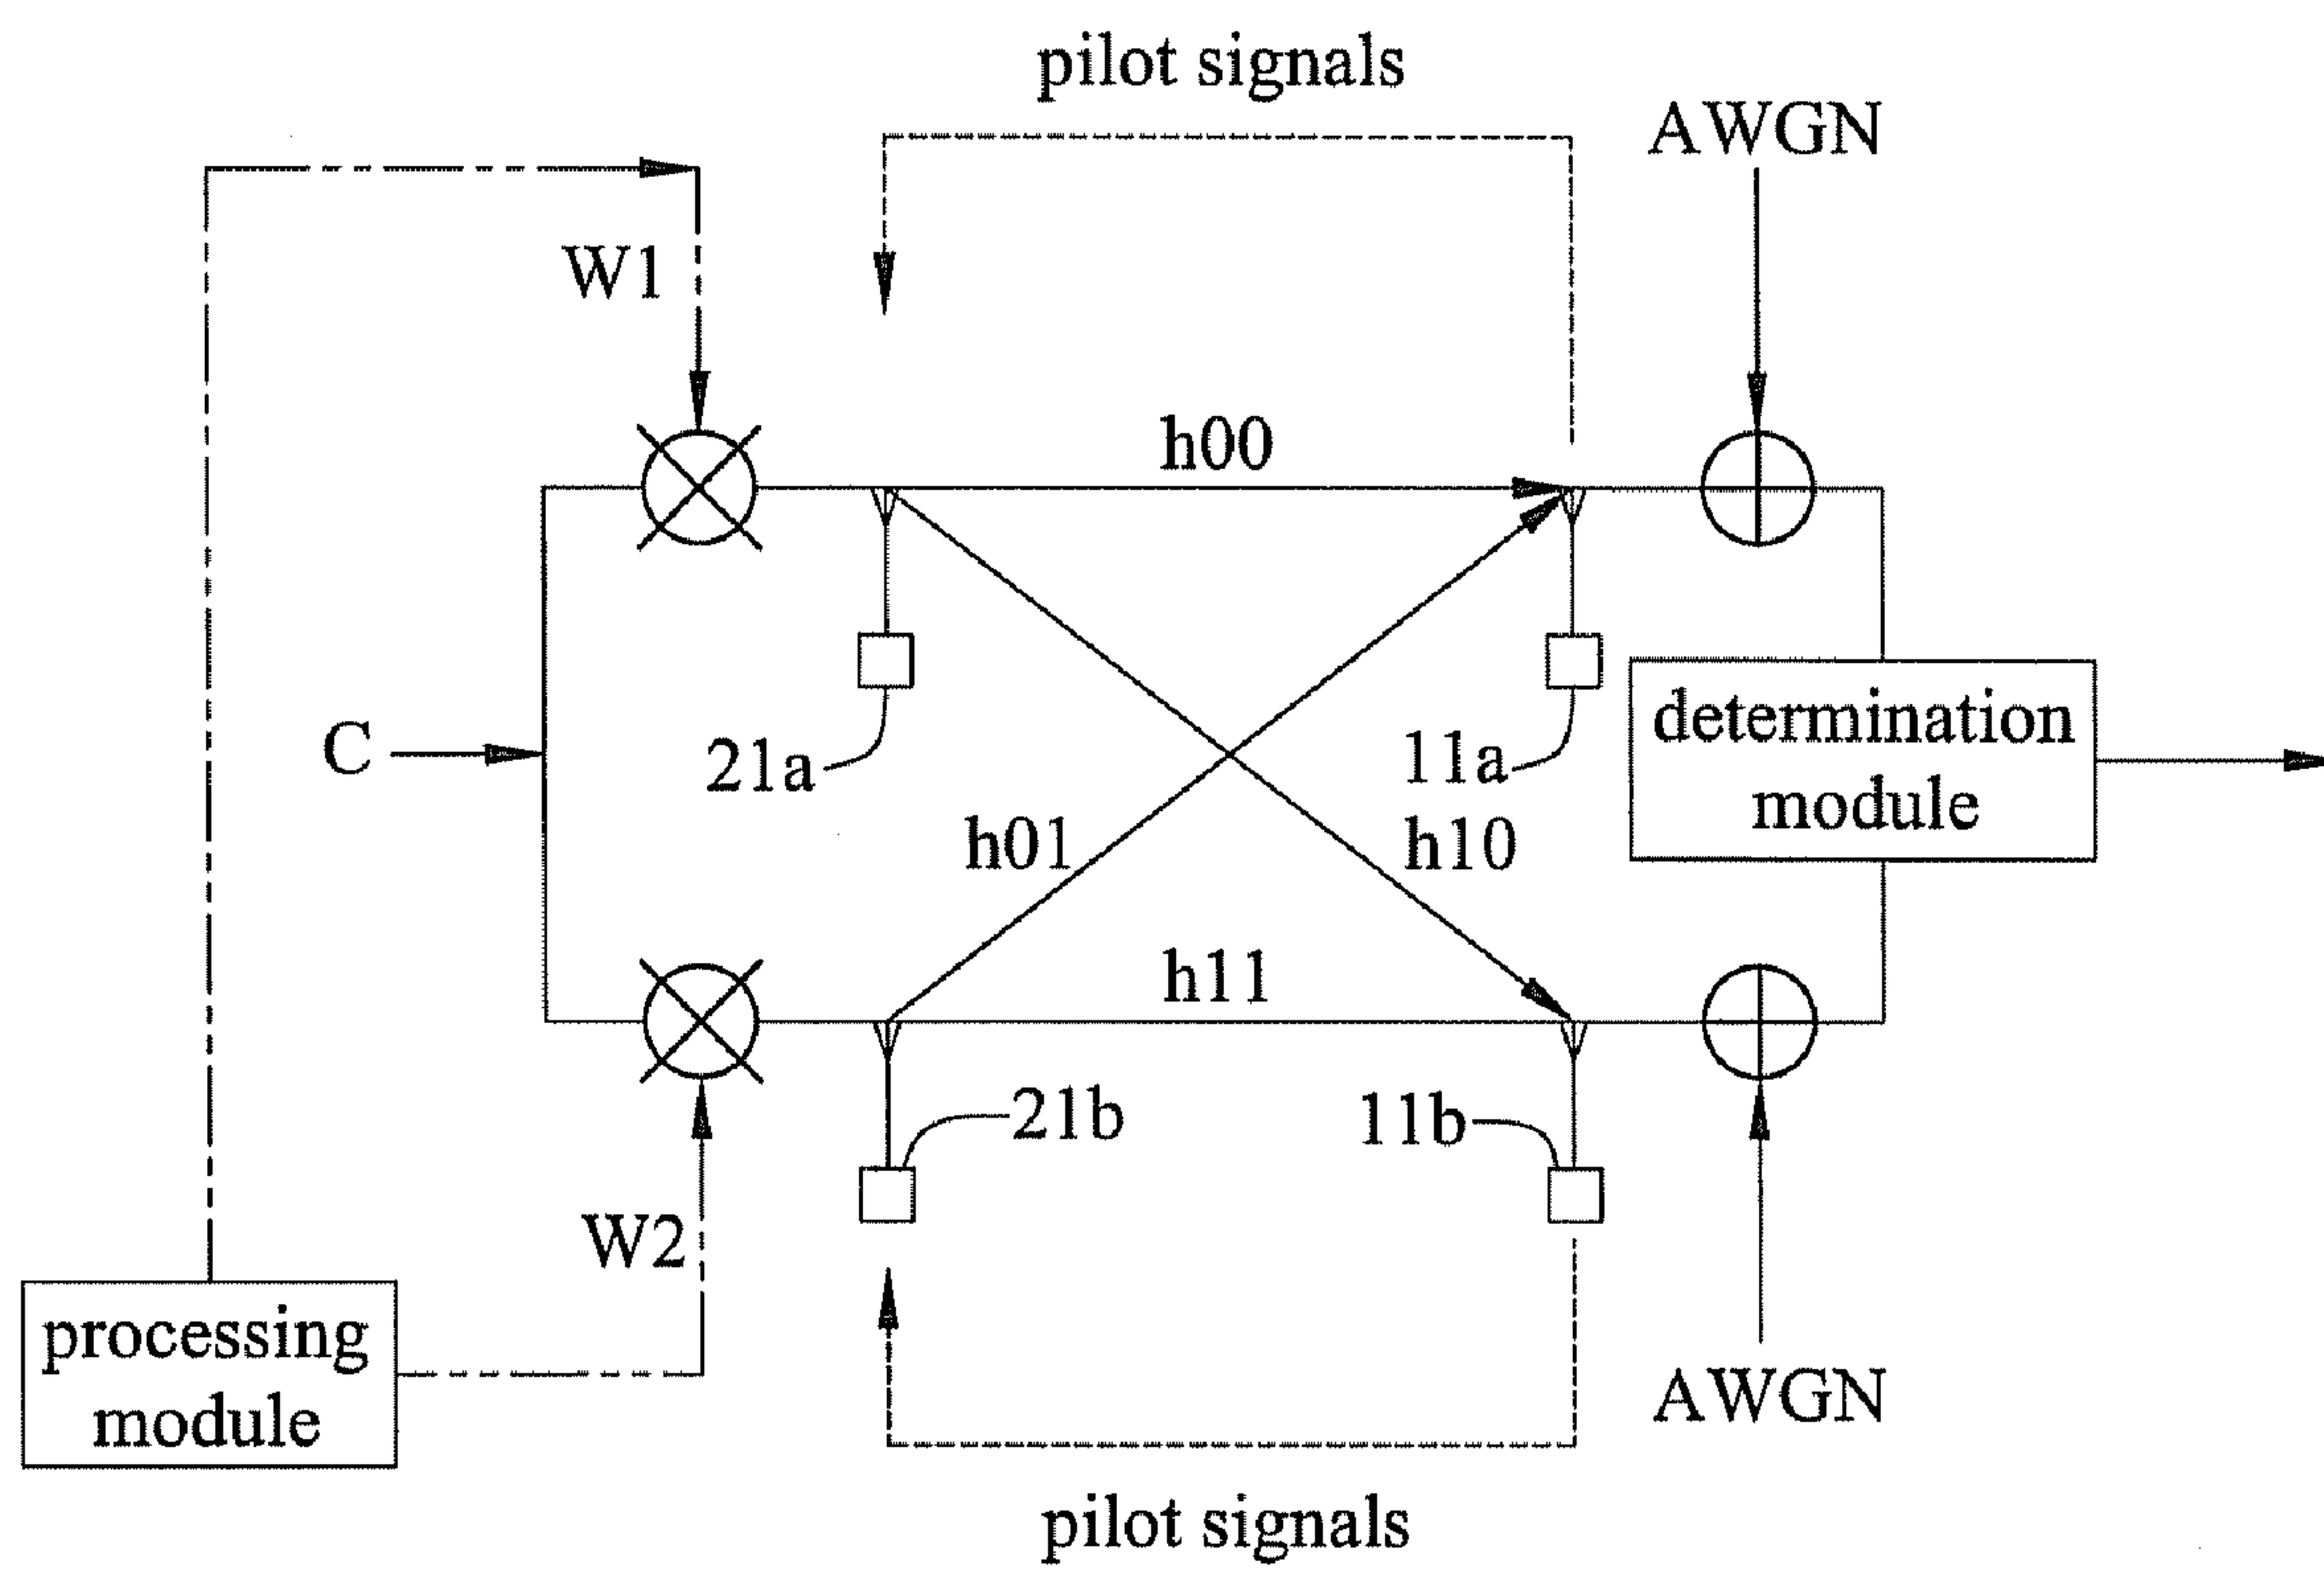 pilot signals
AWGN
W1
h00
C
21a
11a
determination
module
h01
h10
h11
21b
11b
W2
processing
module
AWGN
pilot signals